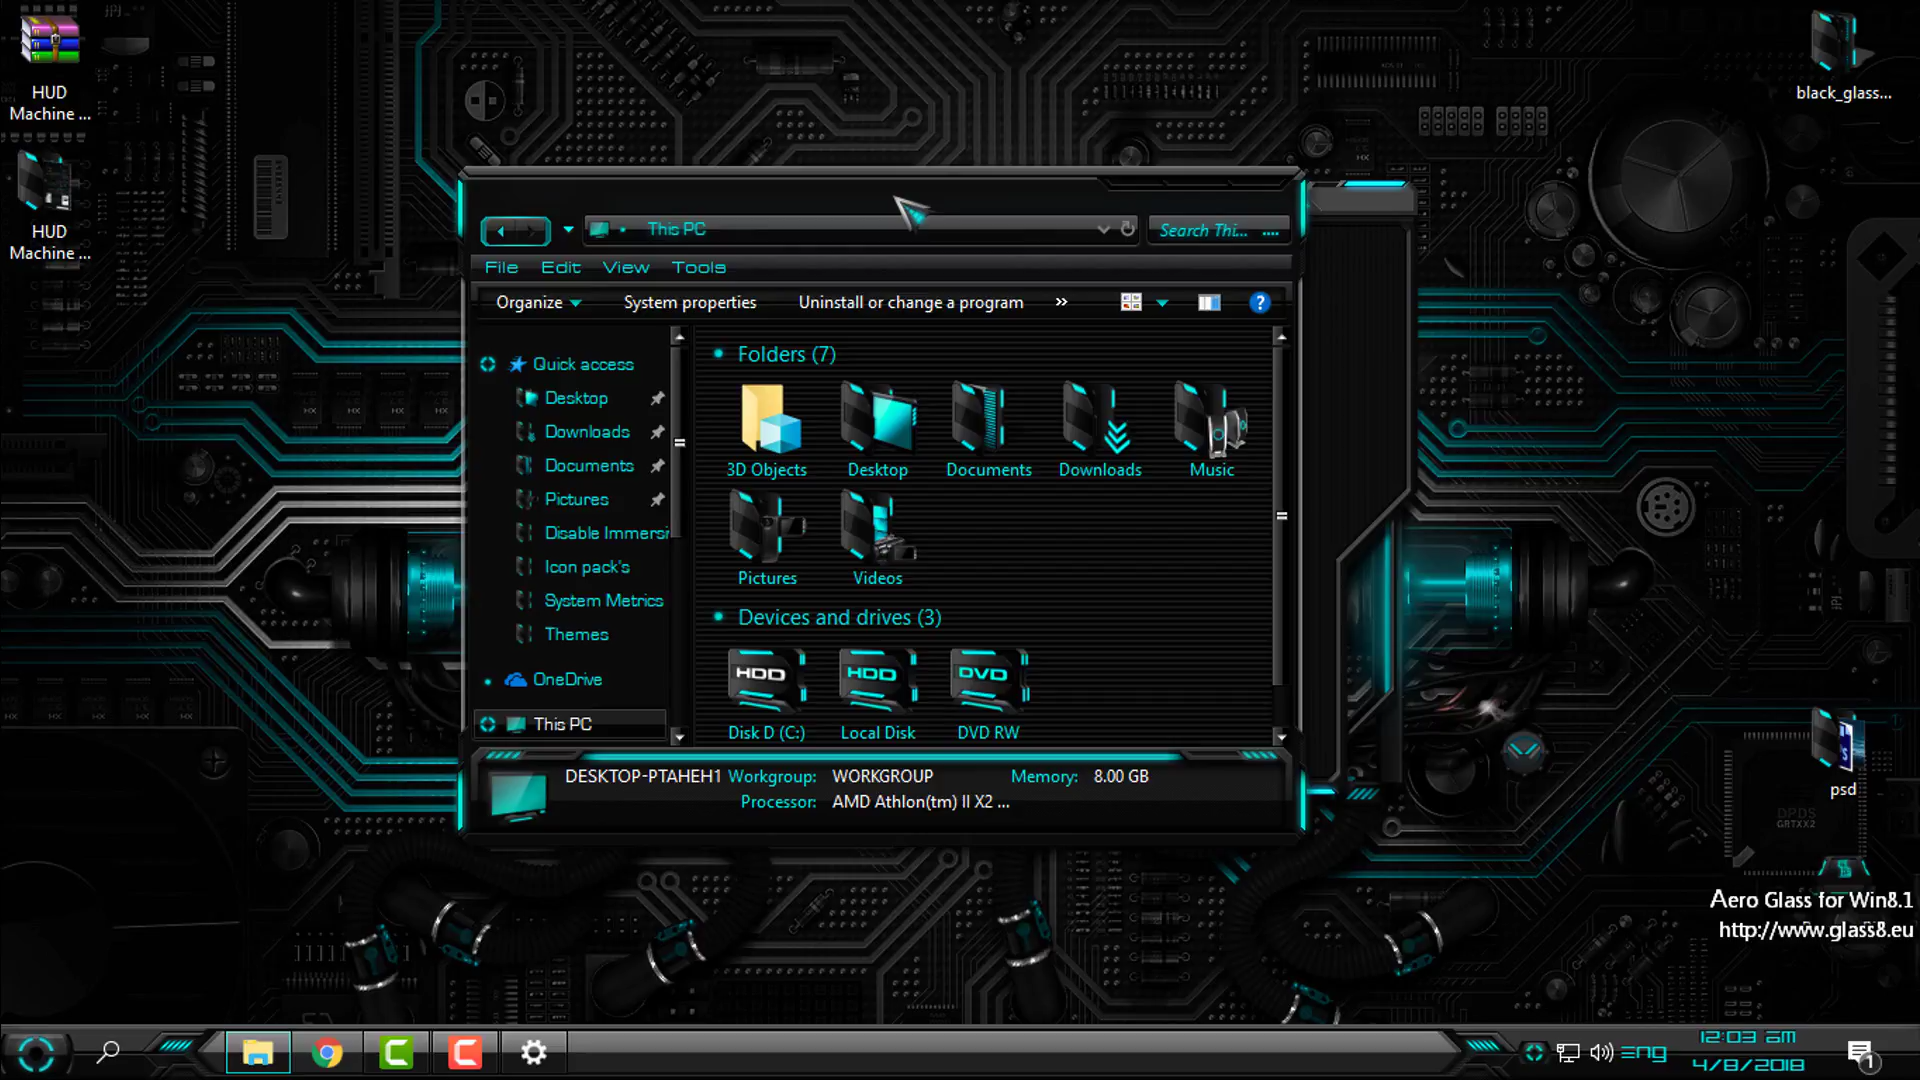 HUD
Machine ...
HUD
Machine ...
black_glass...
This PC
Search Thi...
File Edit View Tools
Organize System properties Uninstall or change a program »
?
Quick access
Desktop
Downloads
Documents
Pictures
Disable Immersi
Icon pack's
System Metrics
Themes
OneDrive
This PC
Folders (7)
3D Objects Desktop Documents Downloads Music
Pictures Videos
Devices and drives (3)
HDD HDD DVD
Disk D (C:) Local Disk DVD RW
DESKTOP-PTAHEH1 Workgroup: WORKGROUP Memory: 8.00 GB
Processor: AMD Athlon(tm) II X2 ...
psd
DPDS
GRTXX2
Aero Glass for Win8.1
http://www.glass8.eu
ENG
12:03 AM
4/8/2018
1